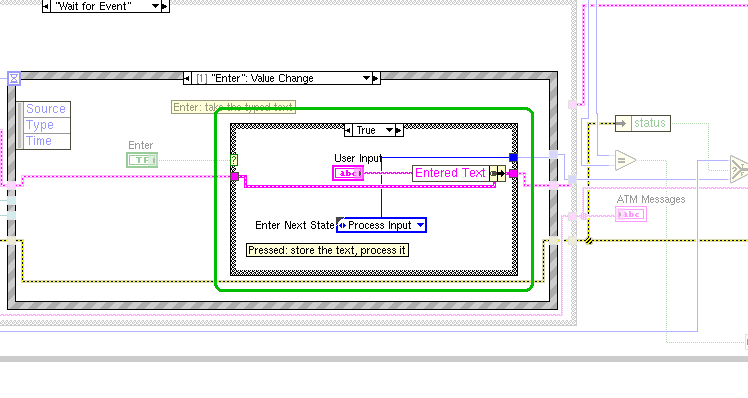 "Wait for Event"
[1] "Enter": Value Change
Source
Type
Time
Enter: take the typed text
Enter
TF
True
?
User Input
abc
Entered Text
Enter Next State
Process Input
Pressed: store the text, process it
status
=
ATM Messages
abc